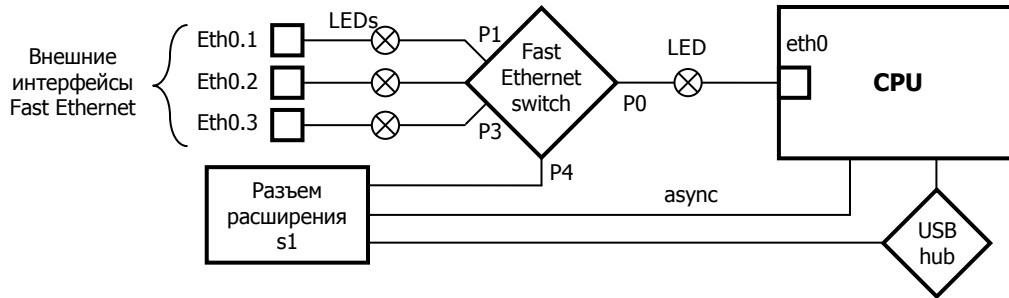 LEDs
Eth0.1
P1
Fast
Ethernet
switch
LED
eth0
CPU
Внешние
интерфейсы
Fast Ethernet
Eth0.2
P0
Eth0.3
P3
P4
Разъем
расширения
s1
async
USB
hub